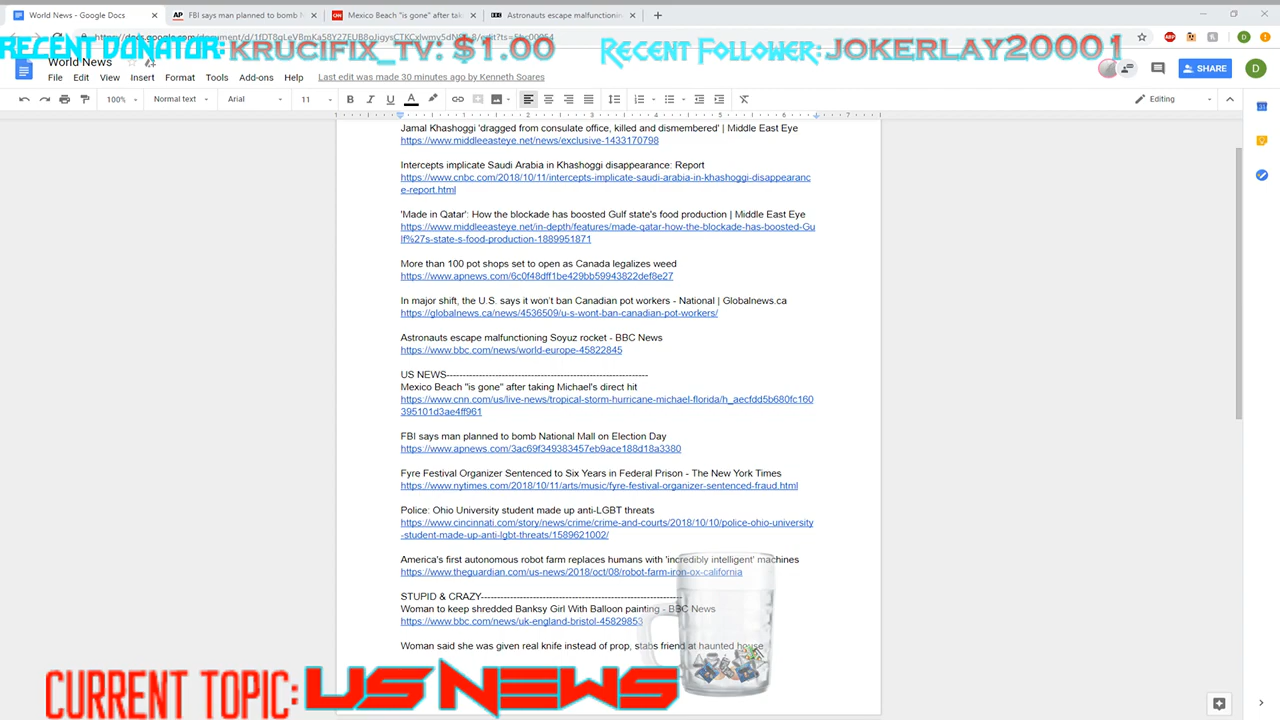 World News - Google Docs
FBI says man planned to bomb N
Mexico Beach "is gone" after tak
Astronauts escape malfunctionin
RECENT DONATOR: KRUCIFIX_TV: $1.00
RECENT FOLLOWER: JOKERLAY20001
World News
File Edit View Insert Format Tools Add-ons Help Last edit was made 30 minutes ago by Kenneth Soares
SHARE
D
100% Normal text Arial 11 Editing
Jamal Khashoggi 'dragged from consulate office, killed and dismembered' | Middle East Eye
https://www.middleeasteye.net/news/exclusive-1433170798
Intercepts implicate Saudi Arabia in Khashoggi disappearance: Report
https://www.cnbc.com/2018/10/11/intercepts-implicate-saudi-arabia-in-khashoggi-disappearanc
e-report.html
'Made in Qatar': How the blockade has boosted Gulf state's food production | Middle East Eye
https://www.middleeasteye.net/in-depth/features/made-qatar-how-the-blockade-has-boosted-Gu
lf%27s-state-s-food-production-1889951871
More than 100 pot shops set to open as Canada legalizes weed
https://www.apnews.com/6c0f48dff1be429bb59943822def8e27
In major shift, the U.S. says it won't ban Canadian pot workers - National | Globalnews.ca
https://globalnews.ca/news/4536509/u-s-wont-ban-canadian-pot-workers/
Astronauts escape malfunctioning Soyuz rocket - BBC News
https://www.bbc.com/news/world-europe-45822845
US NEWS--------------------------------------------------------
Mexico Beach "is gone" after taking Michael's direct hit
https://www.cnn.com/us/live-news/tropical-storm-hurricane-michael-florida/h_aecfdd5b680fc160
395101d3ae4ff961
FBI says man planned to bomb National Mall on Election Day
https://www.apnews.com/3ac69f349383457eb9ace188d18a3380
Fyre Festival Organizer Sentenced to Six Years in Federal Prison - The New York Times
https://www.nytimes.com/2018/10/11/arts/music/fyre-festival-organizer-sentenced-fraud.html
Police: Ohio University student made up anti-LGBT threats
https://www.cincinnati.com/story/news/crime/crime-and-courts/2018/10/10/police-ohio-university
-student-made-up-anti-lgbt-threats/1589621002/
America's first autonomous robot farm replaces humans with 'incredibly intelligent' machines
https://www.theguardian.com/us-news/2018/oct/08/robot-farm-iron-ox-california
STUPID & CRAZY-------------------------------------------------------
Woman to keep shredded Banksy Girl With Balloon painting - BBC News
https://www.bbc.com/news/uk-england-bristol-45829853
Woman said she was given real knife instead of prop, stabs friend at haunted house
CURRENT TOPIC: US NEWS